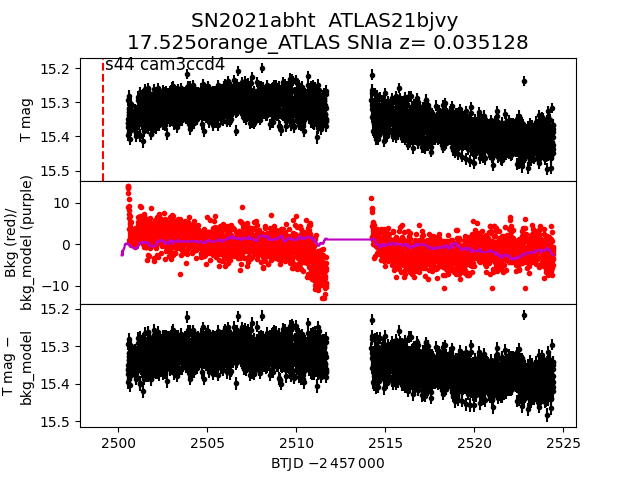 SN2021abht  ATLAS21bjvy
17.525orange_ATLAS SNIa z= 0.035128
s44 cam3ccd4
15.2
15.3
15.4
15.5
T mag
10
0
−10
Bkg (red)/
bkg_model (purple)
15.2
15.3
15.4
15.5
T mag −
bkg_model
2500 2505 2510 2515 2520 2525
BTJD −2 457 000